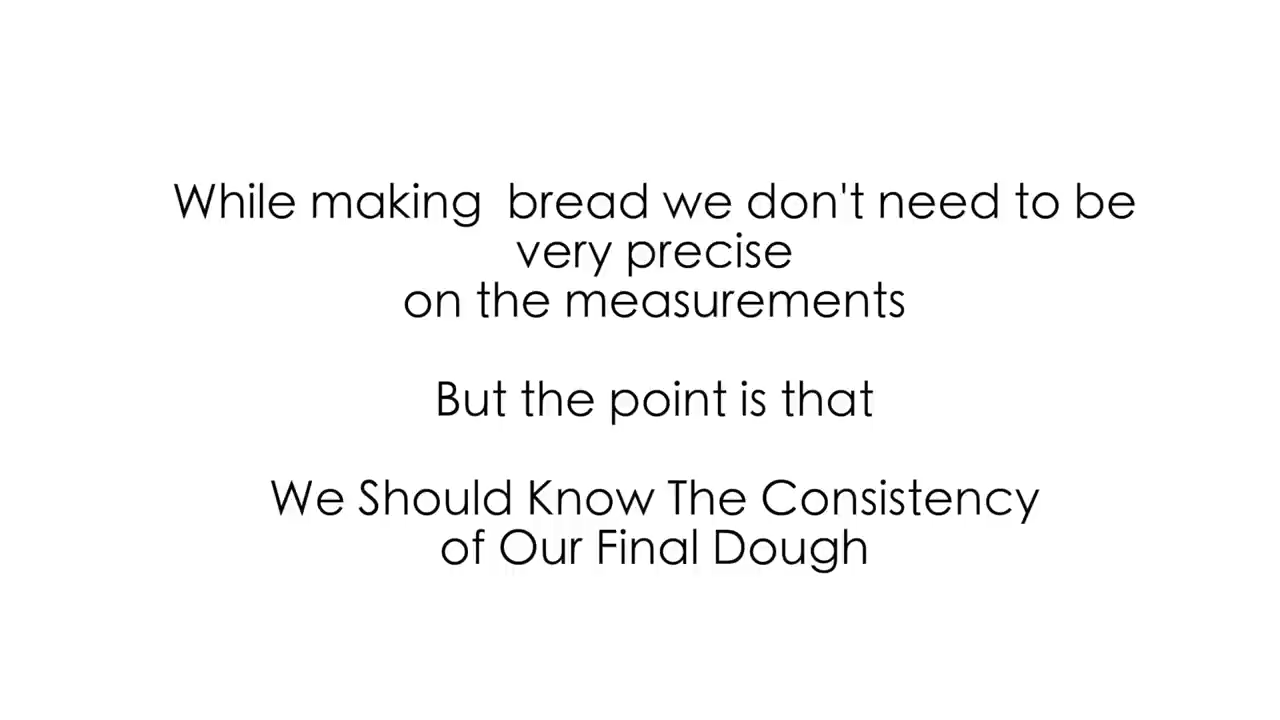 While making  bread we don't need to be
very precise
on the measurements
But the point is that
We Should Know The Consistency
of Our Final Dough